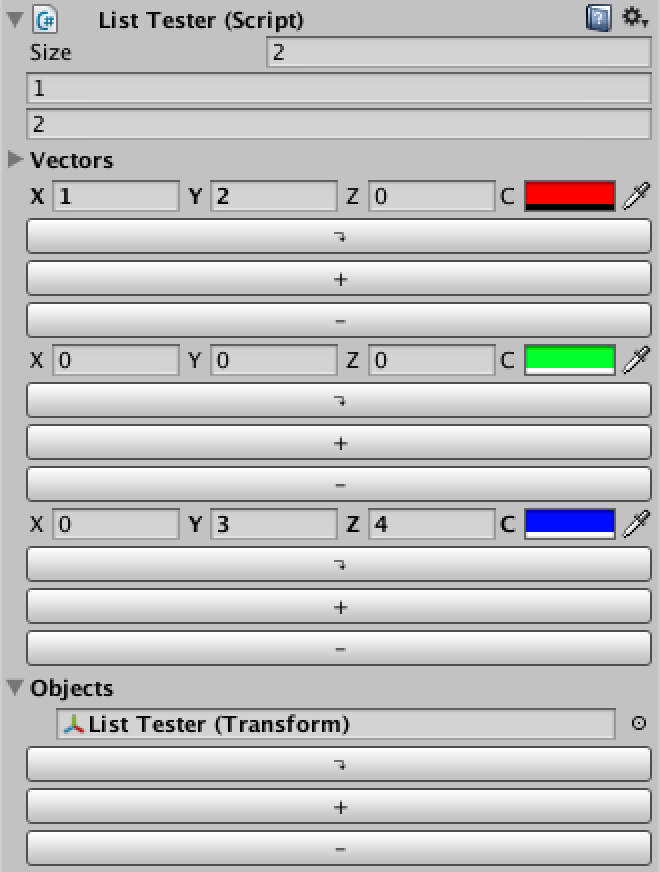 List Tester (Script)
Size 2
1
2
Vectors
X 1 Y 2 Z 0 C
+
-
X 0 Y 0 Z 0 C
+
-
X 0 Y 3 Z 4 C
+
-
Objects
List Tester (Transform)
+
-